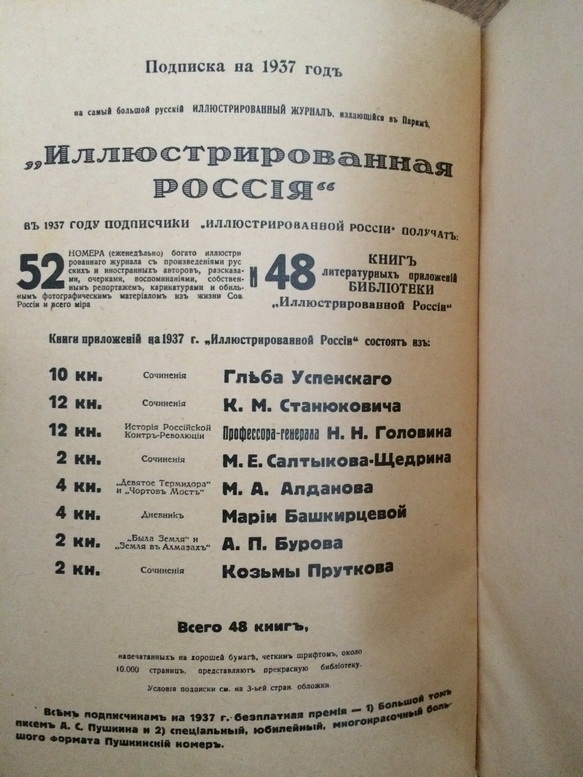 Подписка на 1937 годъ
на самый большой русскій ИЛЛЮСТРИРОВАННЫЙ ЖУРНАЛЪ, издающійся въ Парижѣ,
„Иллюстрированная
Россія“
въ 1937 году подписчики „Иллюстрированной Россіи“ получатъ:
52 НОМЕРА (еженедѣльно) богато иллюстри
рованнаго журнала съ произведеніями рус
скихъ и иностранныхъ авторовъ, разсказа-
ми, очерками, воспоминаніями, собствен-
нымъ репортажемъ, карикатурами и обиль-
нымъ фотографическимъ матеріаломъ изъ жизни Сов
Россіи и всего міра
и 48 КНИГЪ
литературныхъ приложеній
БИБЛІОТЕКИ
„Иллюстрированной Россіи“
Книги приложеній на 1937 г. „Иллюстрированной Россіи“ состоятъ изъ:
10 кн. Сочиненія Глѣба Успенскаго
12 кн. Сочиненія К. М. Станюковича
12 кн. Исторія Россійской Контръ-Революціи Профессора-генерала Н. Н. Головина
2 кн. Сочиненія М. Е. Салтыкова-Щедрина
4 кн. „Девятое Термидора“ и „Чортовъ Мостъ“ М. А. Алданова
4 кн. Дневникъ Маріи Башкирцевой
2 кн. „Была Земля“ и „Земля въ Алмазахъ“ А. П. Бурова
2 кн. Сочиненія Козьмы Пруткова
Всего 48 книгъ,
напечатанныхъ на хорошей бумагѣ, четкимъ шрифтомъ, около
10.000 страницъ, представляютъ прекрасную библіотеку.
Условія подписки см. на 3-ьей стран. обложки.
Всѣмъ подписчикамъ на 1937 г. безплатная премія — 1) Большой томъ
писемъ А. С. Пушкина и 2) спеціальный, юбилейный, многокрасочный боль-
шого формата Пушкинскій номеръ.